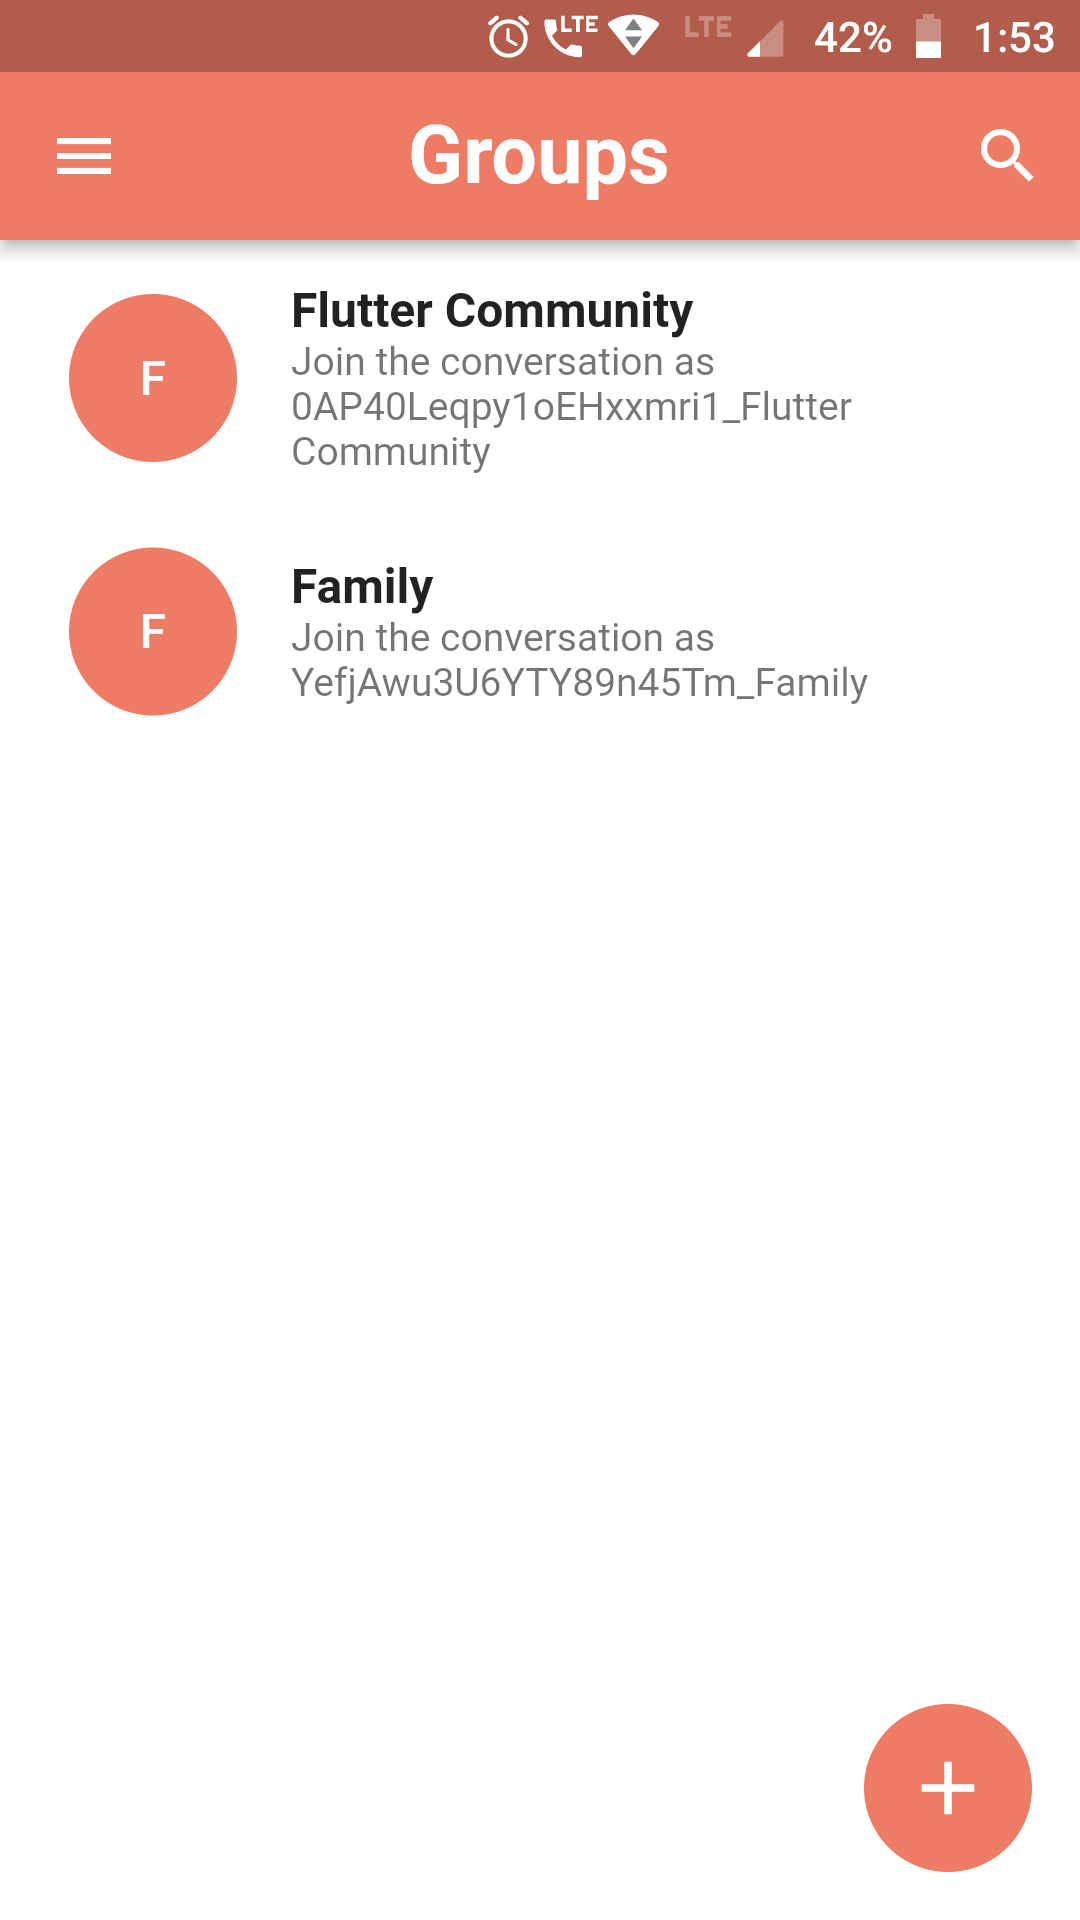 LTE LTE 42% 1:53
Groups
F
Flutter Community
Join the conversation as
0AP40Leqpy1oEHxxmri1_Flutter
Community
F
Family
Join the conversation as
YefjAwu3U6YTY89n45Tm_Family